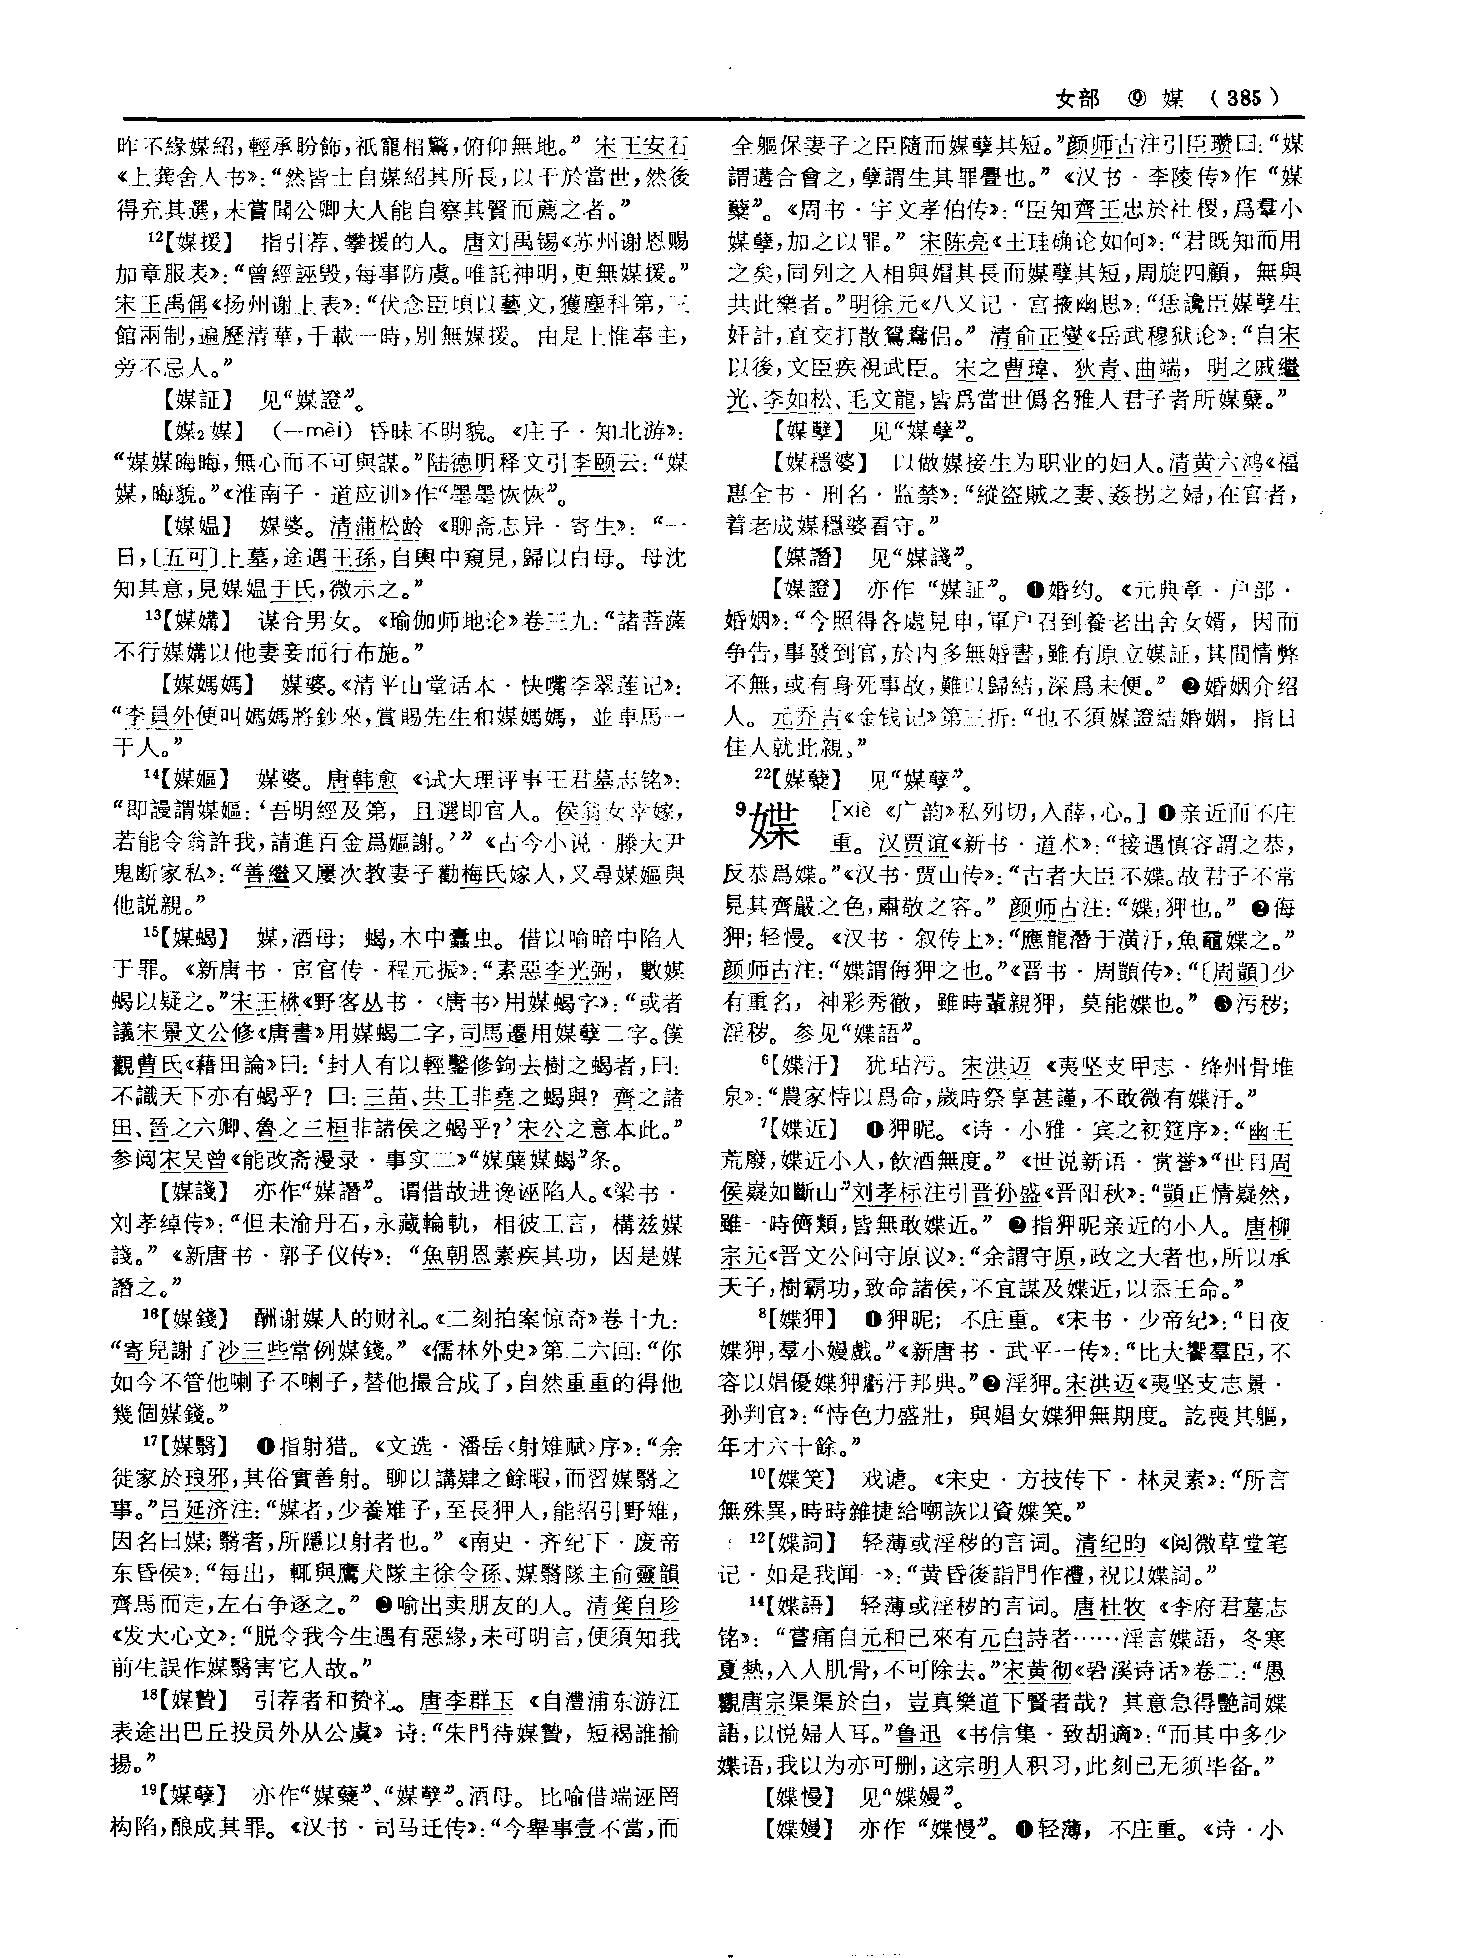 女部 ⑨ 媒 (385)
昨不緣媒紹,輕承盼飾,祇寵相驚,俯仰無地。” 宋王安石
《上龚舍人书》:“然皆士自媒紹其所長,以干於當世,然後
得充其選,未嘗聞公卿大人能自察其賢而薦之者。”
12【媒援】 指引荐、攀援的人。唐刘禹锡《苏州谢恩赐
加章服表》:“曾經誣毀,每事防虞。唯託神明,更無媒援。”
宋王禹偁《扬州谢上表》:“伏念臣頃以藝文,獲塵科第,三
館兩制,遍歷清華,千載一時,別無媒援。 由是上惟奉主,
旁不忌人。”
【媒証】 见“媒證”。
【媒₂媒】 (—mèi) 昏昧不明貌。《庄子·知北游》:
“媒媒晦晦,無心而不可與謀。”陆德明释文引李颐云:“媒
媒,晦貌。”《淮南子·道应训》作“墨墨恢恢”。
【媒媪】 媒婆。清蒲松龄《聊斋志异·寄生》: “一
日,〔五可〕上墓,途遇王孫,自輿中窺見,歸以白母。母沈
知其意,見媒媪于氏,微示之。”
13【媒媾】 谋合男女。《瑜伽师地论》卷三九:“諸菩薩
不行媒媾以他妻妾而行布施。”
【媒媽媽】 媒婆。《清平山堂话本·快嘴李翠莲记》:
“李員外便叫媽媽將鈔來,賞賜先生和媒媽媽, 並車馬一
干人。”
14【媒嫗】 媒婆。唐韩愈《试大理评事王君墓志铭》:
“即謾謂媒嫗:‘吾明經及第, 且選即官人。侯翁女幸嫁,
若能令翁許我,請進百金爲嫗謝。’” 《古今小说·滕大尹
鬼断家私》:“善繼又屢次教妻子勸梅氏嫁人,又尋媒嫗與
他説親。”
15【媒蝎】 媒,酒母; 蝎,木中蠹虫。借以喻暗中陷人
于罪。《新唐书·宦官传·程元振》:“素惡李光弼, 數媒
蝎以疑之。”宋王楙《野客丛书·〈唐书〉用媒蝎字》:“或者
議宋景文公修《唐書》用媒蝎二字,司馬遷用媒孽二字。僕
觀曹氏《藉田論》曰:‘封人有以輕鑿修鉤去樹之蝎者,曰:
不識天下亦有蝎乎? 曰:三苗、共工非堯之蝎與? 齊之諸
田、晉之六卿、魯之三桓非諸侯之蝎乎?’宋公之意本此。”
参阅宋吴曾《能改斋漫录·事实二》“媒蘖媒蝎”条。
【媒諓】 亦作“媒譖”。谓借故进谗诬陷人。《梁书·
刘孝绰传》:“但未渝丹石,永藏輪軌, 相彼工言, 構兹媒
諓。” 《新唐书·郭子仪传》: “魚朝恩素疾其功, 因是媒
譖之。”
16【媒錢】 酬谢媒人的财礼。《二刻拍案惊奇》卷十九:
“寄兒謝了沙三些常例媒錢。” 《儒林外史》第二六回:“你
如今不管他喇子不喇子,替他撮合成了,自然重重的得他
幾個媒錢。”
17【媒翳】 ❶指射猎。《文选·潘岳〈射雉赋〉序》:“余
徙家於琅邪,其俗實善射。聊以講肄之餘暇,而習媒翳之
事。”吕延济注:“媒者,少養雉子,至長狎人,能招引野雉,
因名曰媒;翳者,所隱以射者也。” 《南史·齐纪下·废帝
东昏侯》:“每出, 輒與鷹犬隊主徐令孫、媒翳隊主俞靈韻
齊馬而走,左右争逐之。” ❷喻出卖朋友的人。清龚自珍
《发大心文》:“脱令我今生遇有惡緣,未可明言,便須知我
前生誤作媒翳害它人故。”
18【媒贄】 引荐者和贽礼。唐李群玉《自澧浦东游江
表途出巴丘投员外从公虞》诗:“朱門待媒贄, 短褐誰揄
揚。”
19【媒孽】 亦作“媒蘖”、“媒孼”。酒母。比喻借端诬罔
构陷,酿成其罪。《汉书·司马迁传》:“今舉事壹不當,而
全軀保妻子之臣隨而媒孽其短。”颜师古注引臣瓒曰:“媒
謂遘合會之,孽謂生其罪釁也。” 《汉书·李陵传》作“媒
蘖”。《周书·宇文孝伯传》:“臣知齊王忠於社稷,爲羣小
媒孽,加之以罪。” 宋陈亮《王珪确论如何》:“君既知而用
之矣,同列之人相與媢其長而媒孽其短,周旋四顧, 無與
共此樂者。”明徐元《八义记·宫掖幽思》:“恁讒臣媒孽生
奸計,直交打散鴛鴦侣。” 清俞正燮《岳武穆狱论》:“自宋
以後,文臣疾視武臣。宋之曹瑋、狄青、曲端, 明之戚繼
光、李如松、毛文龍,皆爲當世僞名雅人君子者所媒蘖。”
【媒孼】 见“媒孽”。
【媒穩婆】 以做媒接生为职业的妇人。清黄六鸿《福
惠全书·刑名·监禁》:“縱盗賊之妻、姦拐之婦,在官者,
着老成媒穩婆看守。”
【媒譖】 见“媒諓”。
【媒證】 亦作“媒証”。❶婚约。《元典章·户部·
婚姻》:“今照得各處見申,軍户召到養老出舍女婿, 因而
争告,事發到官,於内多無婚書,雖有原立媒証,其間情弊
不無,或有身死事故,難以歸結,深爲未便。” ❷婚姻介绍
人。元乔吉《金钱记》第三折:“也不須媒證結婚姻, 指日
佳人就此親。”
22【媒蘖】 见“媒孽”。
9媟 [xiè《广韵》私列切,入薛,心。] ❶亲近而不庄
重。汉贾谊《新书·道术》:“接遇慎容謂之恭,
反恭爲媟。”《汉书·贾山传》:“古者大臣不媟。故君子不常
見其齊嚴之色,肅敬之容。” 颜师古注:“媟,狎也。” ❷侮
狎;轻慢。《汉书·叙传上》:“應龍潛于潢汙,魚黿媟之。”
颜师古注:“媟謂侮狎之也。”《晋书·周顗传》:“〔周顗〕少
有重名, 神彩秀徹, 雖時輩親狎, 莫能媟也。” ❸污秽;
淫秽。参见“媟語”。
6【媟汙】 犹玷污。宋洪迈《夷坚支甲志·绛州骨堆
泉》:“農家恃以爲命,歲時祭享甚謹,不敢微有媟汙。”
7【媟近】 ❶狎昵。《诗·小雅·宾之初筵序》:“幽王
荒廢,媟近小人,飲酒無度。” 《世说新语·赏誉》“世目周
侯嶷如斷山”刘孝标注引晋孙盛《晋阳秋》:“顗正情嶷然,
雖一時儕類,皆無敢媟近。” ❷指狎昵亲近的小人。唐柳
宗元《晋文公问守原议》:“余謂守原,政之大者也,所以承
天子,樹霸功,致命諸侯,不宜謀及媟近,以忝王命。”
8【媟狎】 ❶狎昵; 不庄重。《宋书·少帝纪》:“日夜
媟狎,羣小嫚戲。”《新唐书·武平一传》:“比大饗羣臣,不
容以娼優媟狎虧汙邦典。”❷淫狎。宋洪迈《夷坚支志景·
孙判官》:“恃色力盛壯, 與娼女媟狎無期度。訖喪其軀,
年才六十餘。”
10【媟笑】 戏谑。《宋史·方技传下·林灵素》:“所言
無殊異,時時雜捷給嘲詼以資媟笑。”
12【媟詞】 轻薄或淫秽的言词。清纪昀《阅微草堂笔
记·如是我闻一》:“黄昏後詣門作禮,祝以媟詞。”
14【媟語】 轻薄或淫秽的言词。唐杜牧《李府君墓志
铭》: “嘗痛自元和已來有元白詩者……淫言媟語, 冬寒
夏熱,入人肌骨,不可除去。”宋黄彻《䂬溪诗话》卷二:“愚
觀唐宗渠渠於白, 豈真樂道下賢者哉? 其意急得艷詞媟
語,以悦婦人耳。”鲁迅《书信集·致胡適》:“而其中多少
媟语,我以为亦可删,这宗明人积习,此刻已无须毕备。”
【媟慢】 见“媟嫚”。
【媟嫚】 亦作“媟慢”。❶轻薄, 不庄重。《诗·小